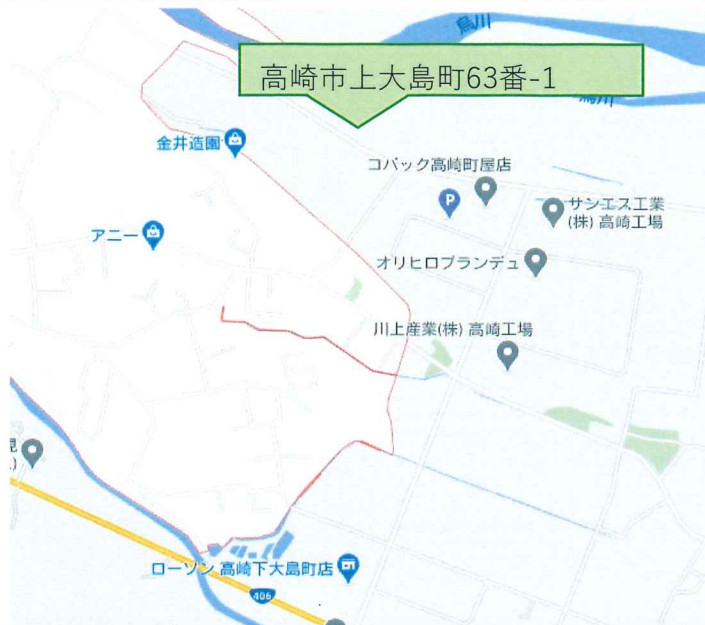 烏川
高崎市上大島町63番-1
烏川
金井造園
コバック高崎町屋店
P
サンエス工業
(株) 高崎工場
アニー
オリヒロプランデュ
川上産業(株) 高崎工場
ローソン 高崎下大島町店
406